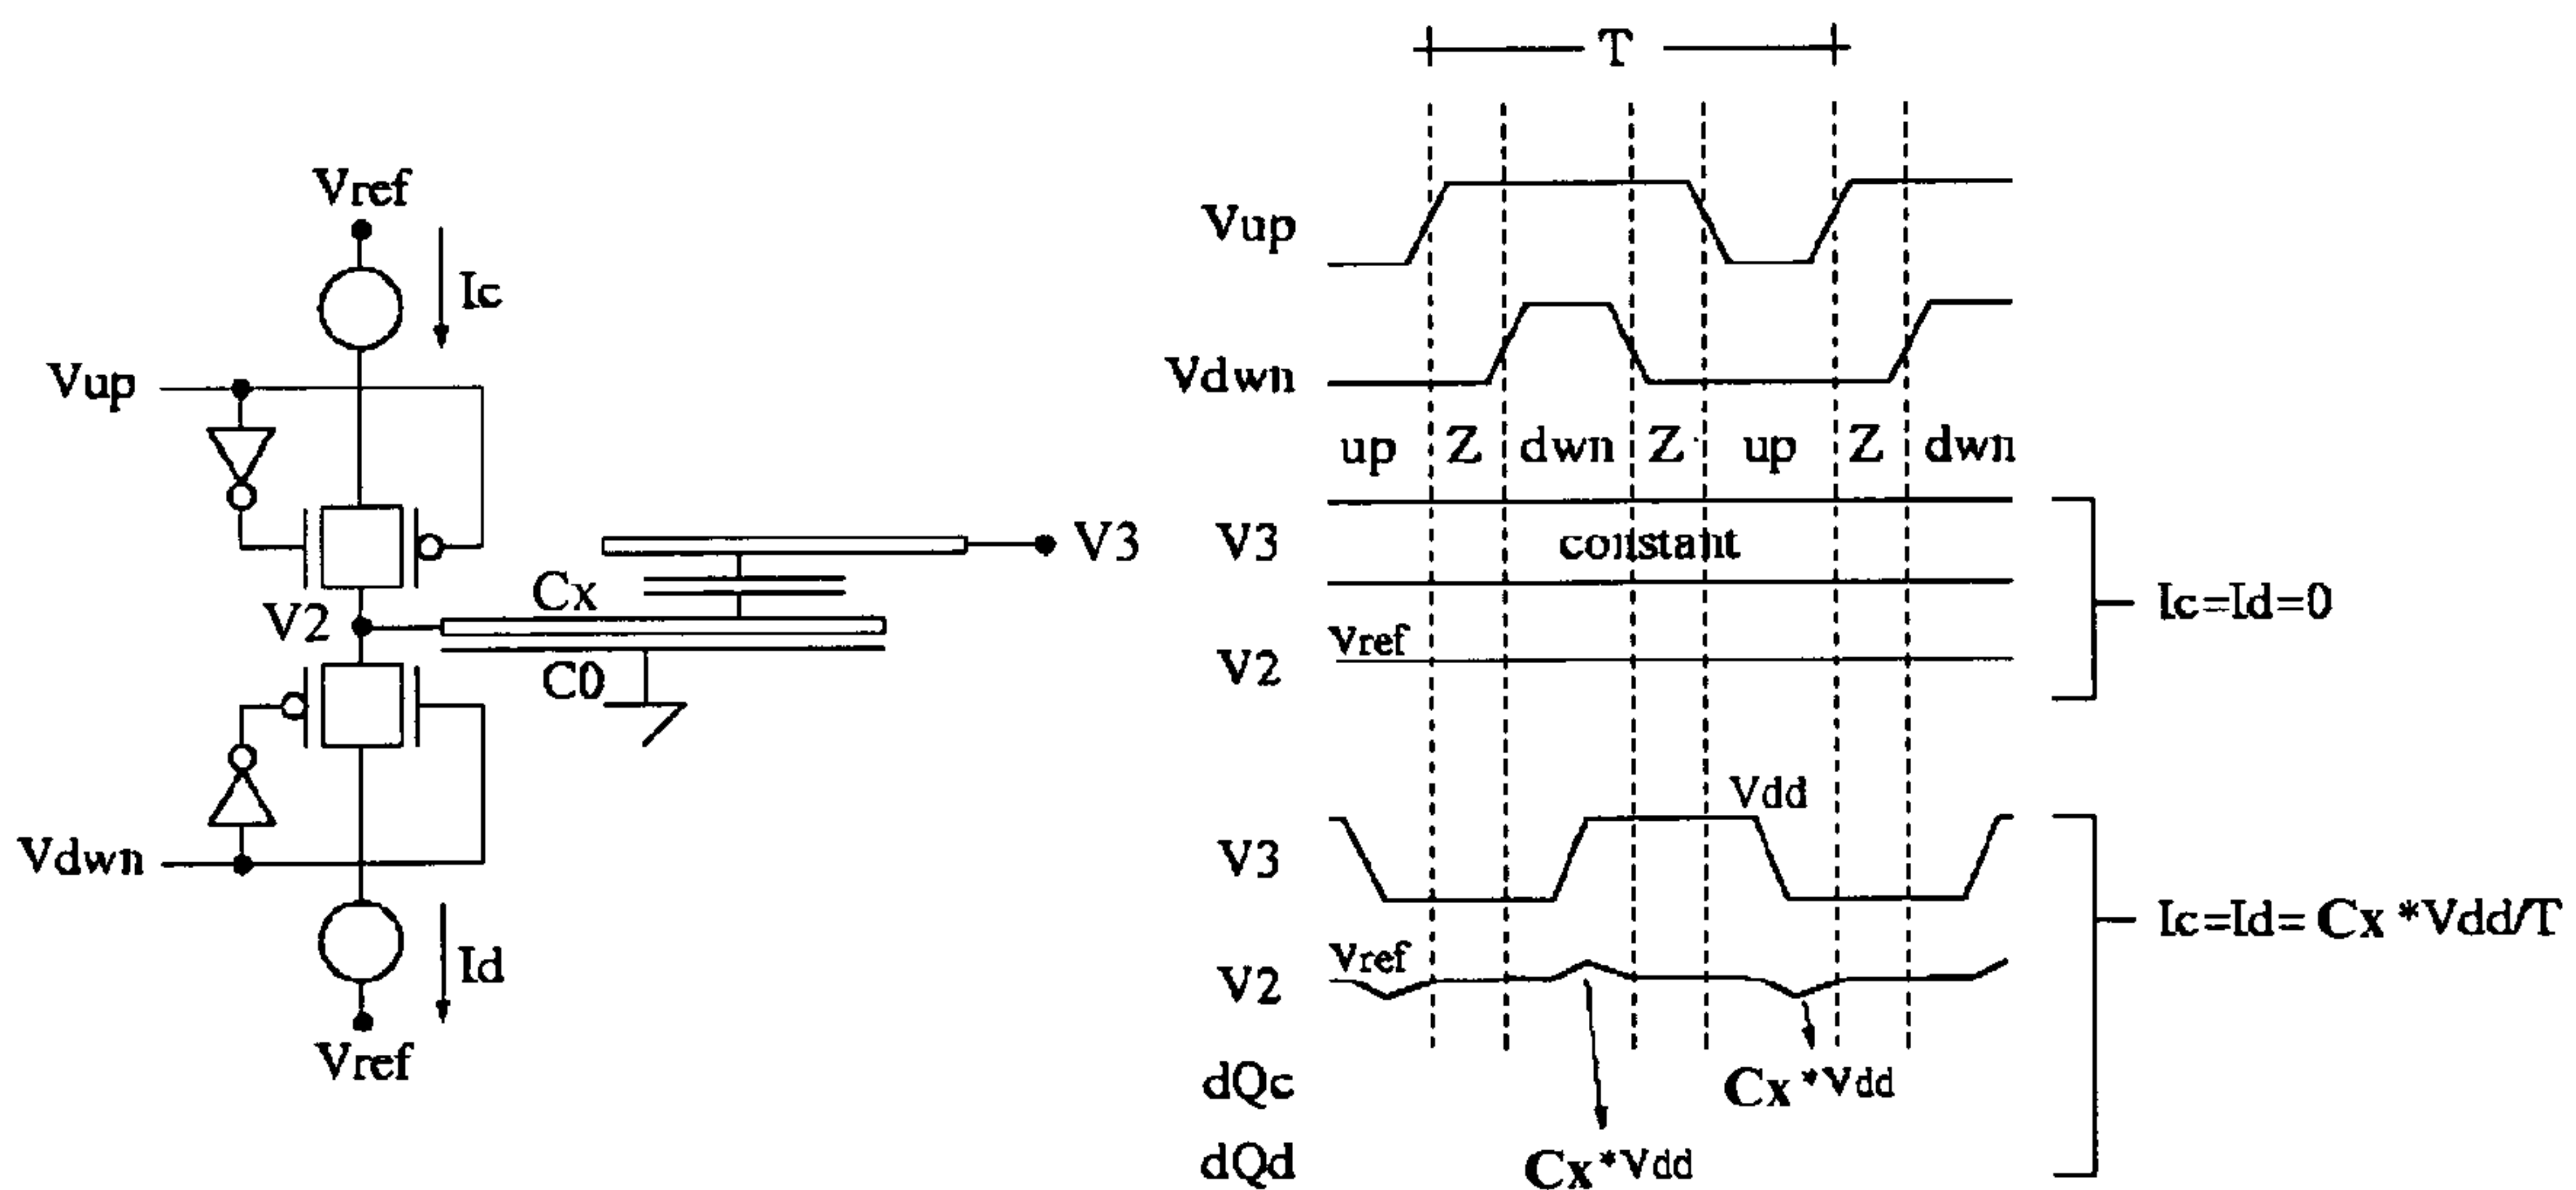 Vref
Ic
Vup
V2
Cx
V3
C0
Vdwn
Id
Vref
T
Vup
Vdwn
up Z dwn Z up Z dwn
V3 constant
Vref
V2
Ic=Id=0
Vdd
V3
Ic=Id= Cx *Vdd/T
Vref
V2
dQc Cx *Vdd
dQd Cx *Vdd